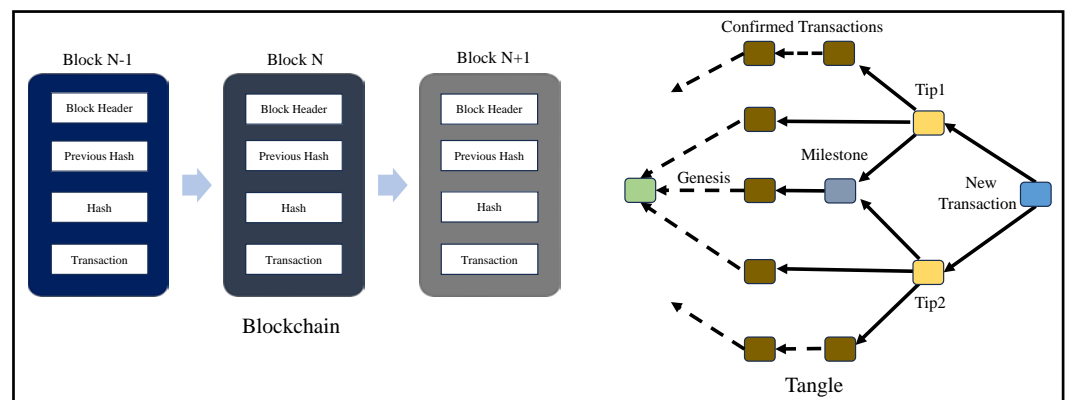 Block N-1
Block Header
Previous Hash
Hash
Transaction
Block N
Block Header
Previous Hash
Hash
Transaction
Block N+1
Block Header
Previous Hash
Hash
Transaction
Blockchain
Confirmed Transactions
Tip1
Milestone
Genesis
New
Transaction
Tip2
Tangle